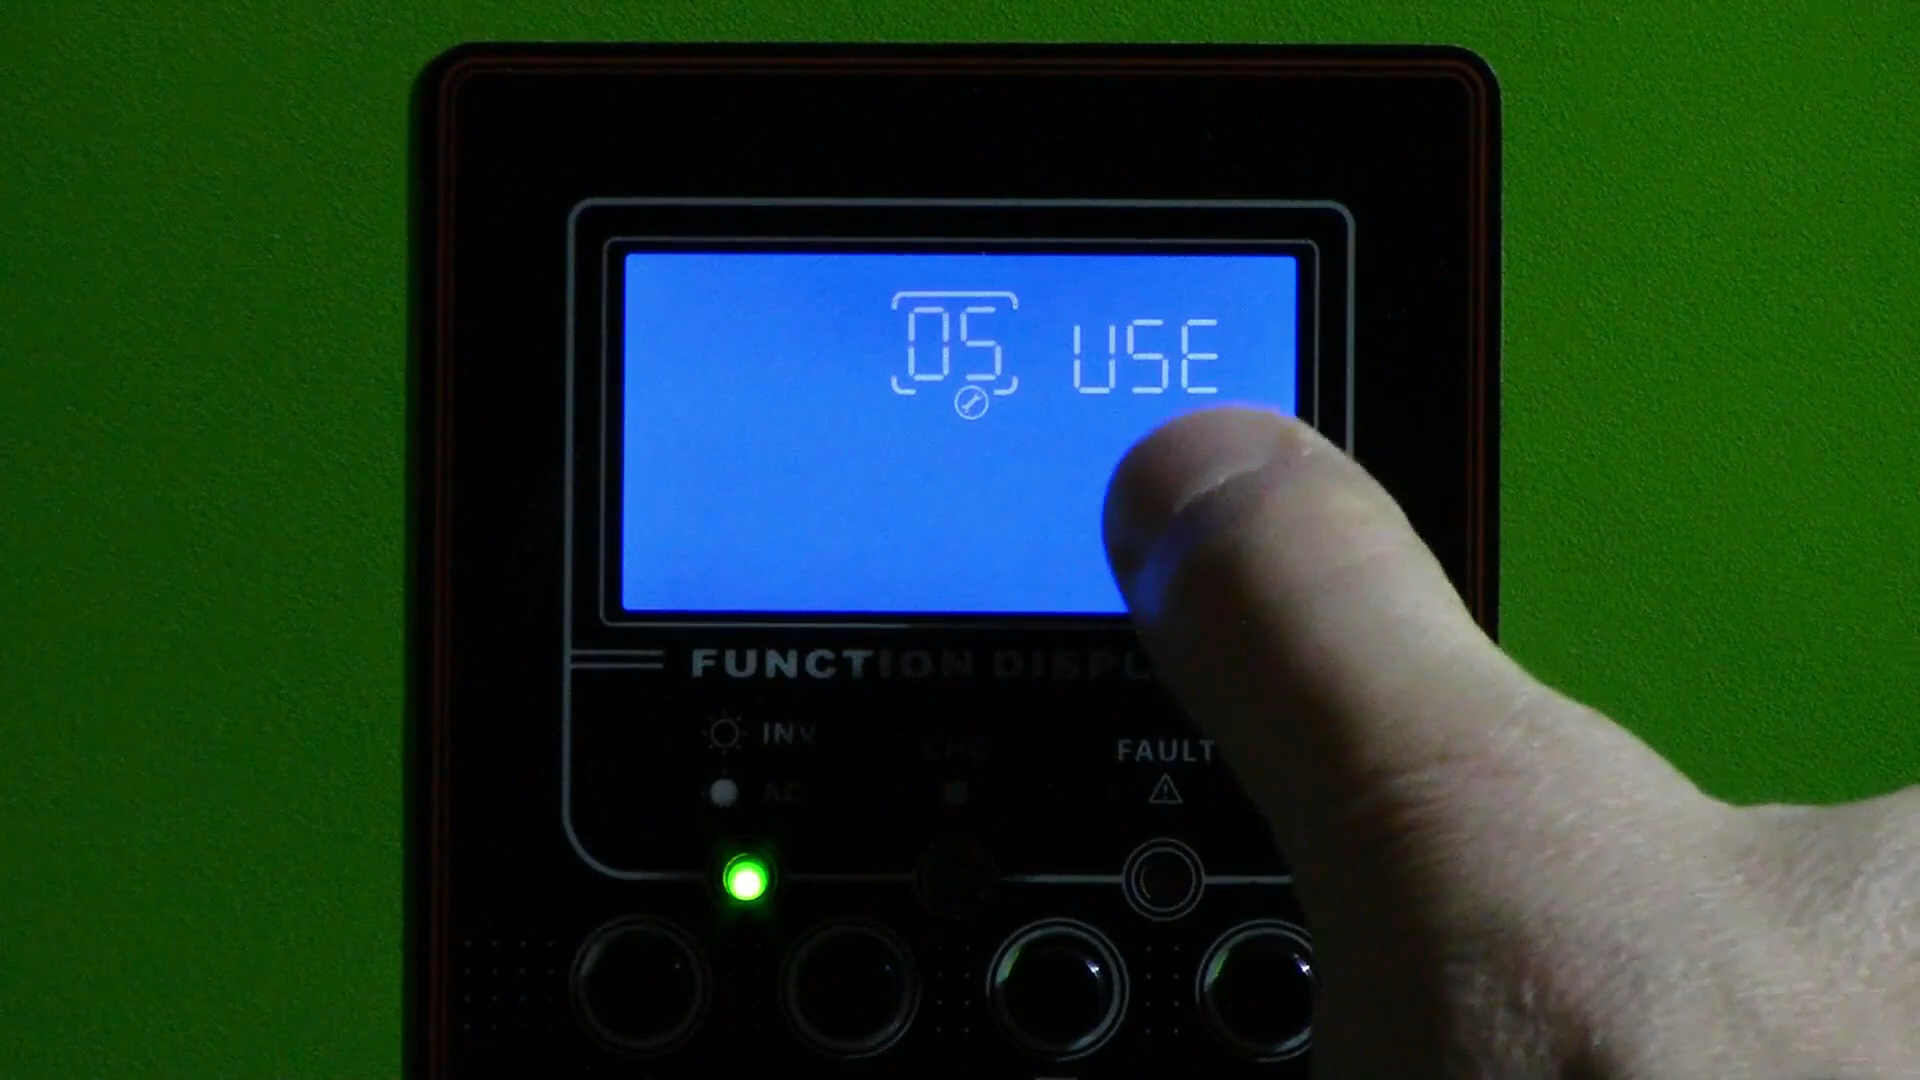 05 USE
FUNCTION DISPL
INV
CHG
FAULT
AC